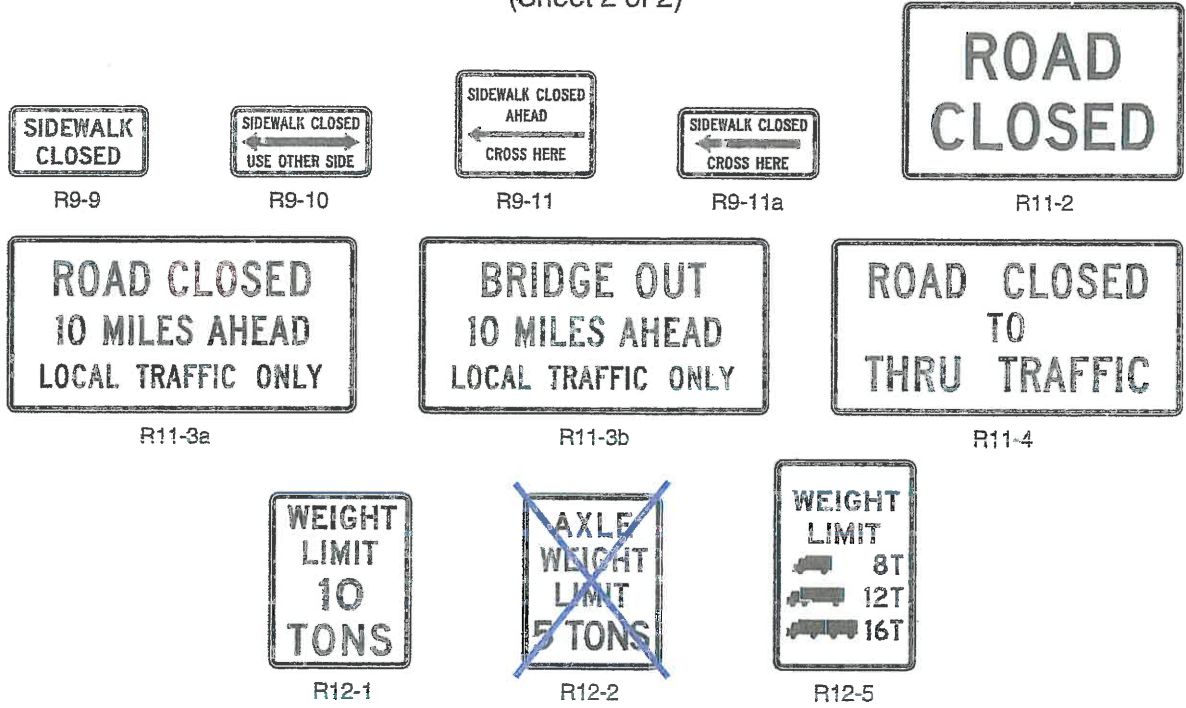 (Sheet 2 of 2)
SIDEWALK
CLOSED
R9-9
SIDEWALK CLOSED
USE OTHER SIDE
R9-10
SIDEWALK CLOSED
AHEAD
CROSS HERE
R9-11
SIDEWALK CLOSED
CROSS HERE
R9-11a
ROAD
CLOSED
R11-2
ROAD CLOSED
10 MILES AHEAD
LOCAL TRAFFIC ONLY
R11-3a
BRIDGE OUT
10 MILES AHEAD
LOCAL TRAFFIC ONLY
R11-3b
ROAD CLOSED
TO
THRU TRAFFIC
R11-4
WEIGHT
LIMIT
10
TONS
R12-1
AXLE
WEIGHT
LIMIT
5 TONS
R12-2
WEIGHT
LIMIT
8T
12T
16T
R12-5